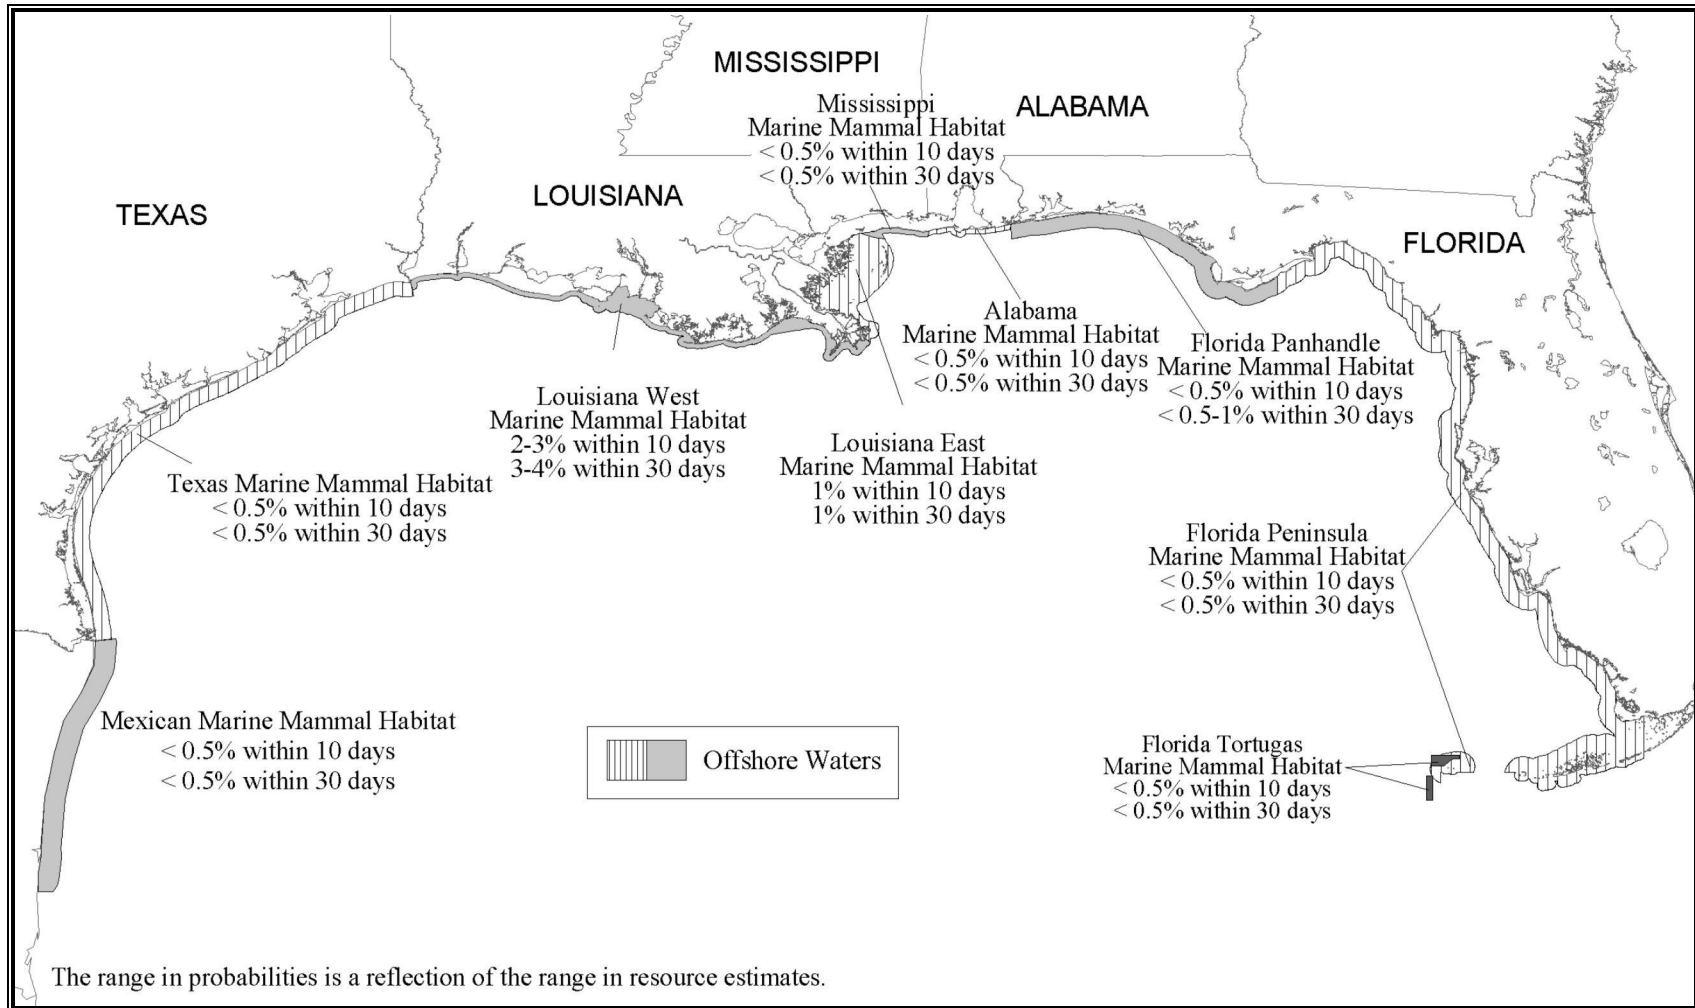 MISSISSIPPI
ALABAMA
TEXAS
LOUISIANA
FLORIDA
Mississippi
Marine Mammal Habitat
< 0.5% within 10 days
< 0.5% within 30 days
Alabama
Marine Mammal Habitat
< 0.5% within 10 days
< 0.5% within 30 days
Florida Panhandle
Marine Mammal Habitat
< 0.5% within 10 days
< 0.5-1% within 30 days
Louisiana West
Marine Mammal Habitat
2-3% within 10 days
3-4% within 30 days
Louisiana East
Marine Mammal Habitat
1% within 10 days
1% within 30 days
Texas Marine Mammal Habitat
< 0.5% within 10 days
< 0.5% within 30 days
Florida Peninsula
Marine Mammal Habitat
< 0.5% within 10 days
< 0.5% within 30 days
Mexican Marine Mammal Habitat
< 0.5% within 10 days
< 0.5% within 30 days
Offshore Waters
Florida Tortugas
Marine Mammal Habitat
< 0.5% within 10 days
< 0.5% within 30 days
The range in probabilities is a reflection of the range in resource estimates.